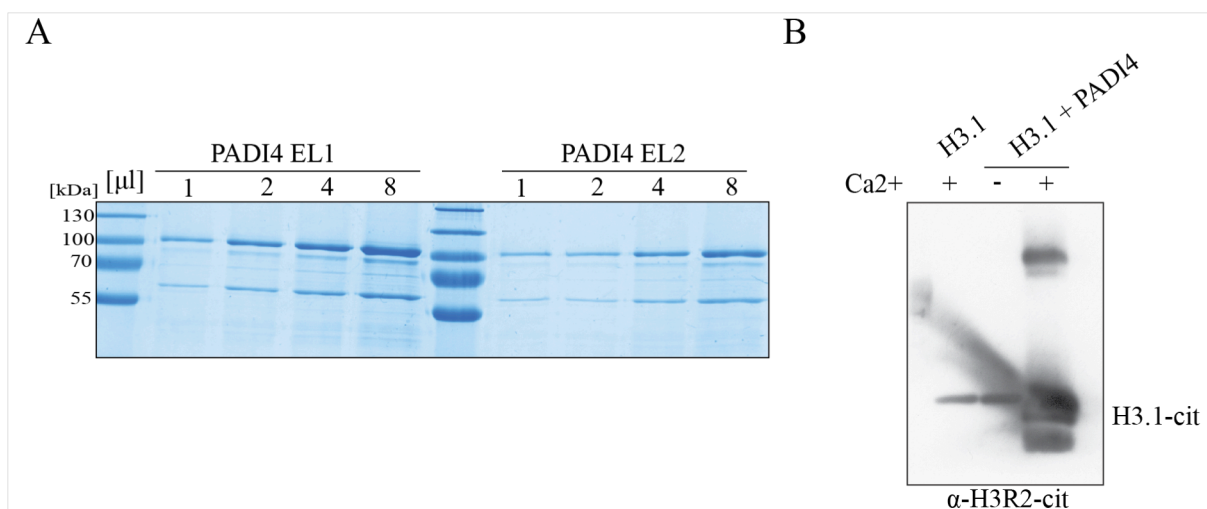 A
PADI4 EL1
PADI4 EL2
[kDa] [µl] 1 2 4 8 1 2 4 8
130
100
70
55
B
H3.1
H3.1 + PADI4
Ca2+ + - +
H3.1-cit
α-H3R2-cit